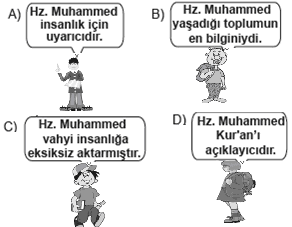 A) Hz. Muhammed
insanlık için
uyarıcıdır.
B) Hz. Muhammed
yaşadığı toplumun
en bilginiydi.
C) Hz. Muhammed
vahyi insanlığa
eksiksiz aktarmıştır.
D) Hz. Muhammed
Kur'an'ı
açıklayıcıdır.